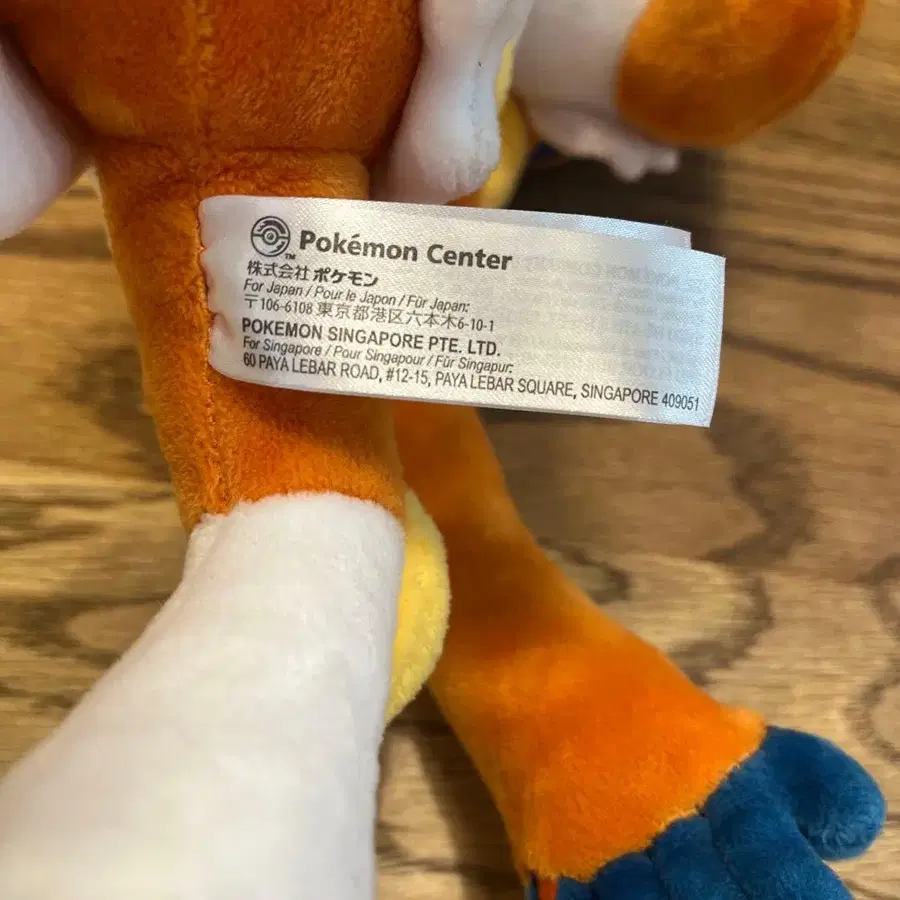 Pokémon Center
TM
株式会社ポケモン
For Japan / Pour le Japon / Für Japan:
〒106-6108 東京都港区六本木6-10-1
POKEMON SINGAPORE PTE. LTD.
For Singapore / Pour Singapour / Für Singapur:
60 PAYA LEBAR ROAD, #12-15, PAYA LEBAR SQUARE, SINGAPORE 409051